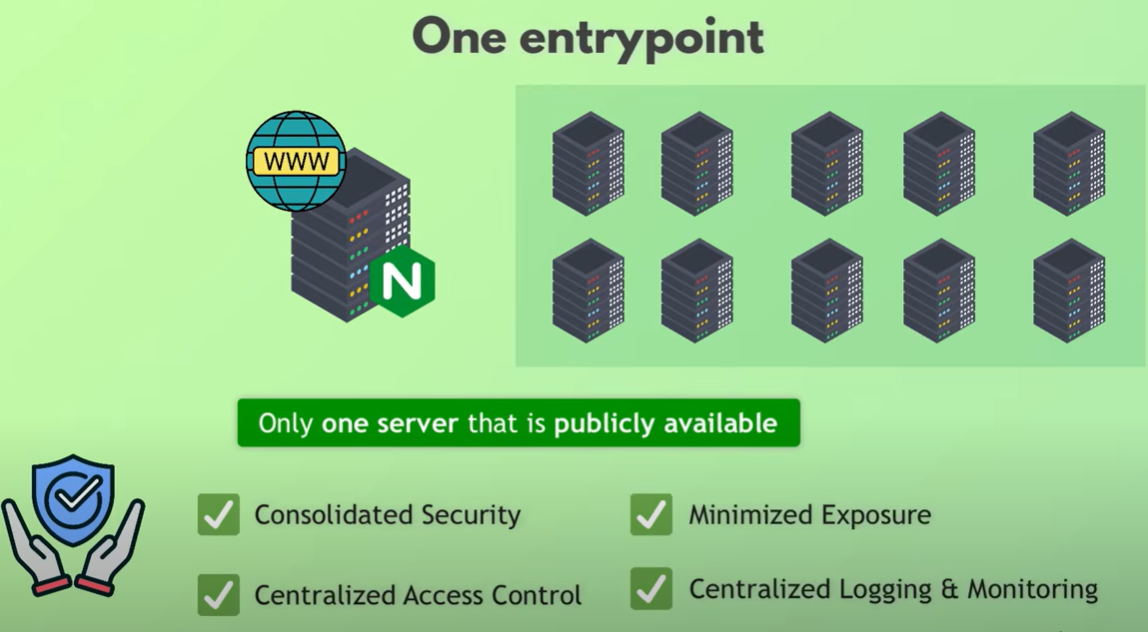 One entrypoint
WWW
N
Only one server that is publicly available
Consolidated Security
Minimized Exposure
Centralized Access Control
Centralized Logging & Monitoring